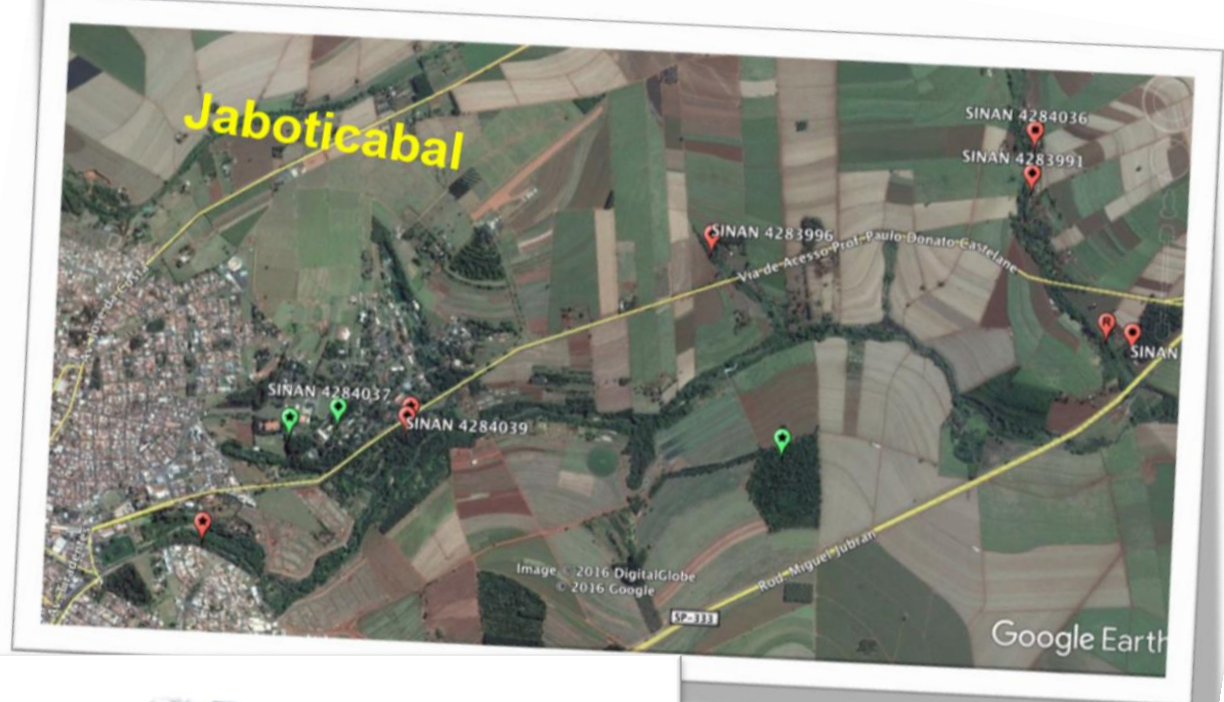 Jaboticabal
SINAN 4284036
SINAN 4283991
SINAN 4283996
Via de Acesso Prof. Paulo Donato Castelane
R
SINAN
SINAN 4284037
SINAN 4284039
Image © 2016 DigitalGlobe
© 2016 Google
Rod. Miguel Jubran
SP-333
Google Earth